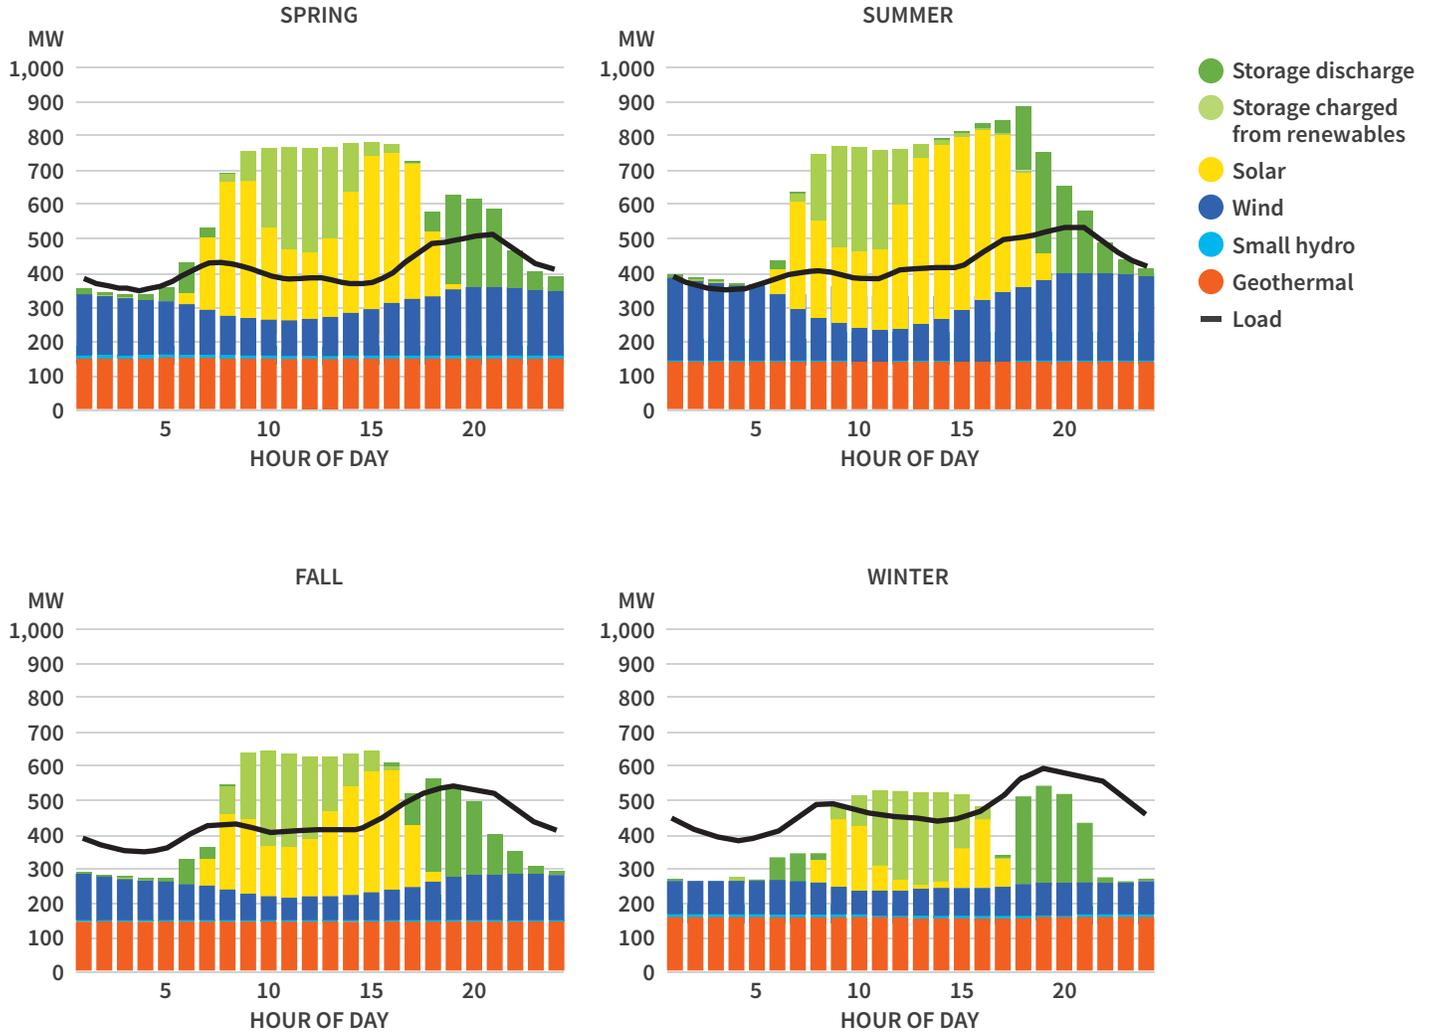 SPRING
MW
1,000
900
800
700
600
500
400
300
200
100
0
5 10 15 20
HOUR OF DAY
SUMMER
MW
1,000
900
800
700
600
500
400
300
200
100
0
5 10 15 20
HOUR OF DAY
Storage discharge
Storage charged
from renewables
Solar
Wind
Small hydro
Geothermal
Load
FALL
MW
1,000
900
800
700
600
500
400
300
200
100
0
5 10 15 20
HOUR OF DAY
WINTER
MW
1,000
900
800
700
600
500
400
300
200
100
0
5 10 15 20
HOUR OF DAY